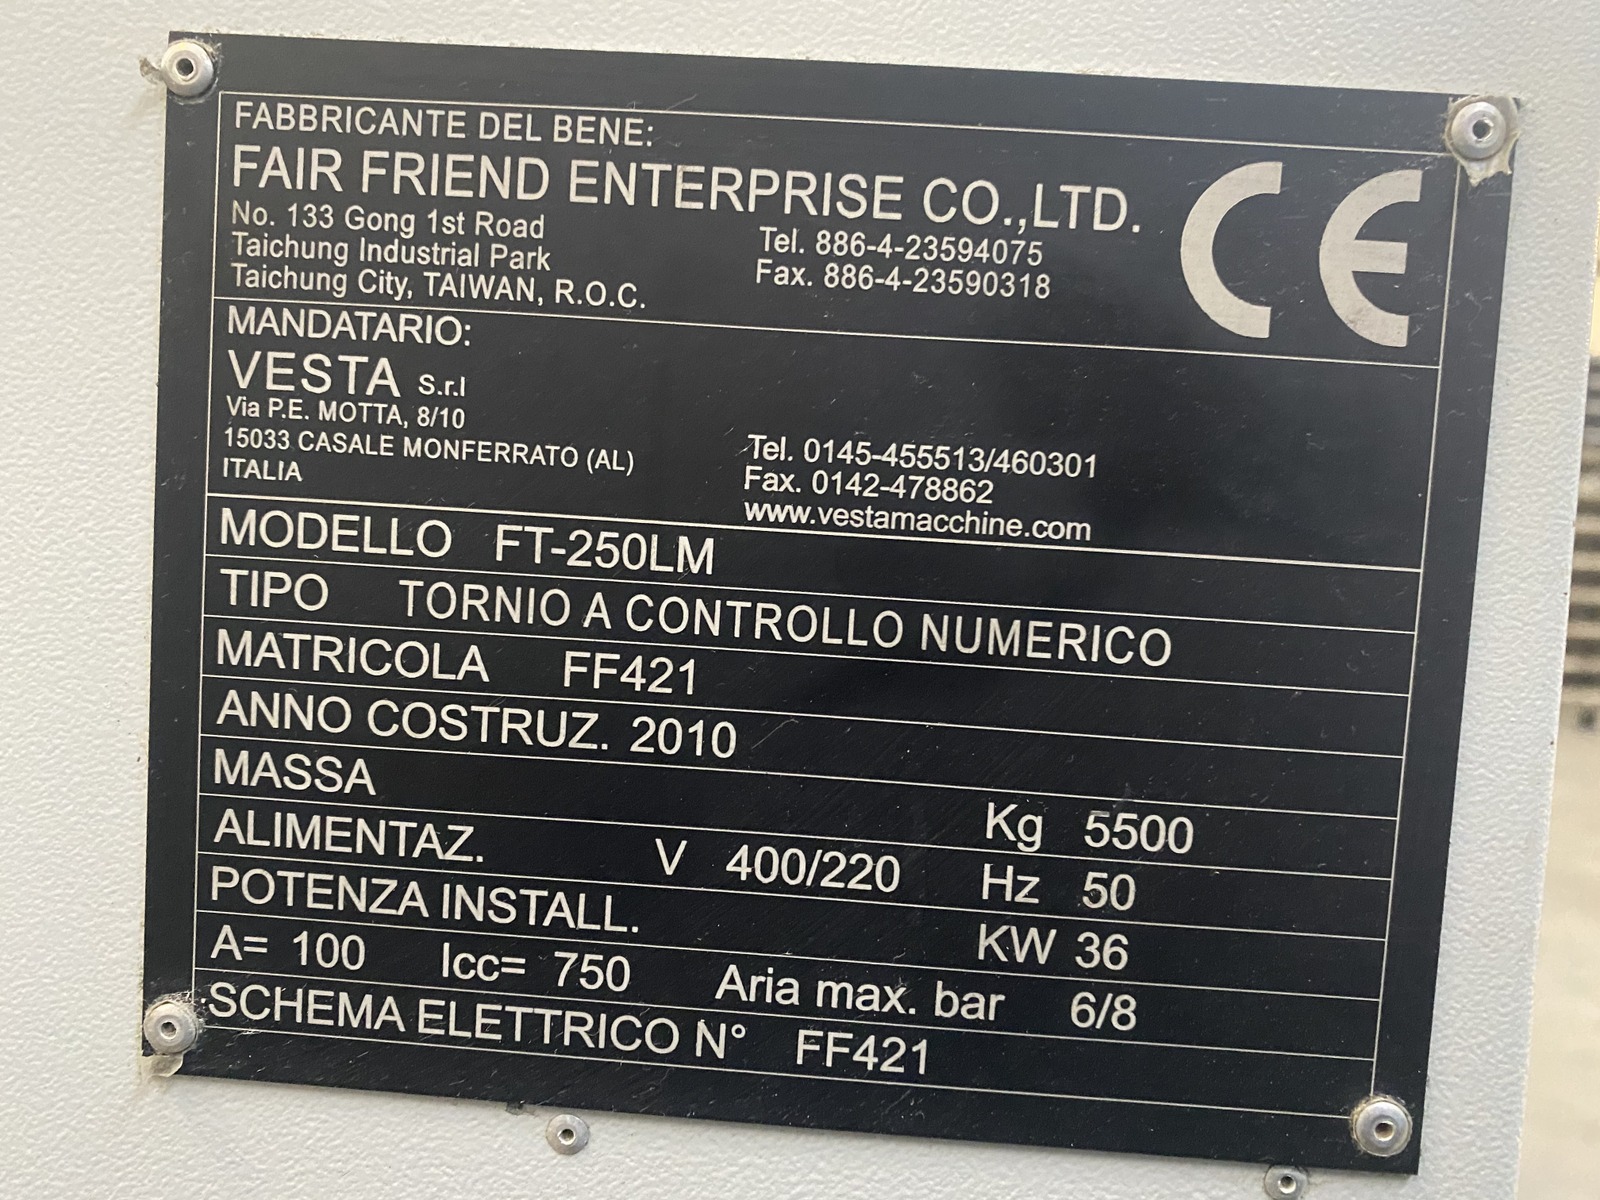 FABBRICANTE DEL BENE:
FAIR FRIEND ENTERPRISE CO.,LTD.
No. 133 Gong 1st Road
Taichung Industrial Park
Taichung City, TAIWAN, R.O.C.
Tel. 886-4-23594075
Fax. 886-4-23590318
CE
MANDATARIO:
VESTA S.r.l
Via P.E. MOTTA, 8/10
15033 CASALE MONFERRATO (AL)
ITALIA
Tel. 0145-455513/460301
Fax. 0142-478862
www.vestamacchine.com
MODELLO FT-250LM
TIPO TORNIO A CONTROLLO NUMERICO
MATRICOLA FF421
ANNO COSTRUZ. 2010
MASSA Kg 5500
ALIMENTAZ. V 400/220 Hz 50
POTENZA INSTALL. KW 36
A= 100 Icc= 750 Aria max. bar 6/8
SCHEMA ELETTRICO N° FF421